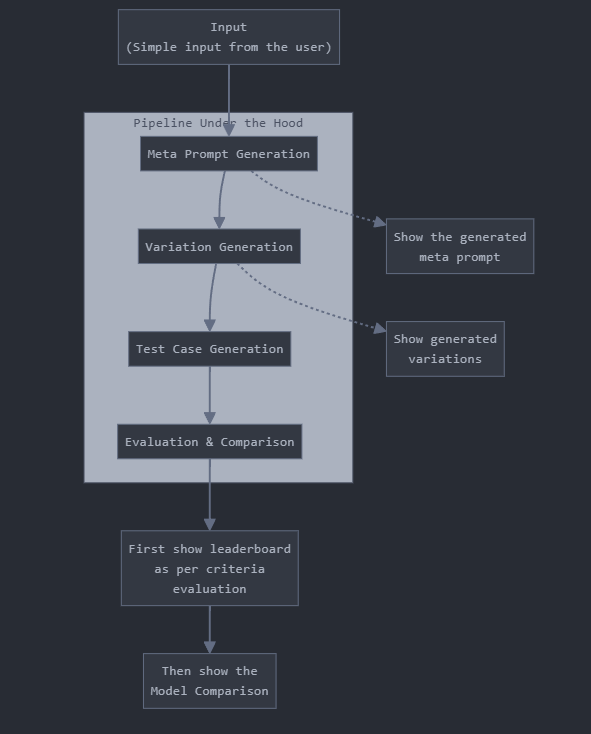 Input
(Simple input from the user)
Pipeline Under the Hood
Meta Prompt Generation
Show the generated
meta prompt
Variation Generation
Show generated
variations
Test Case Generation
Evaluation & Comparison
First show leaderboard
as per criteria
evaluation
Then show the
Model Comparison